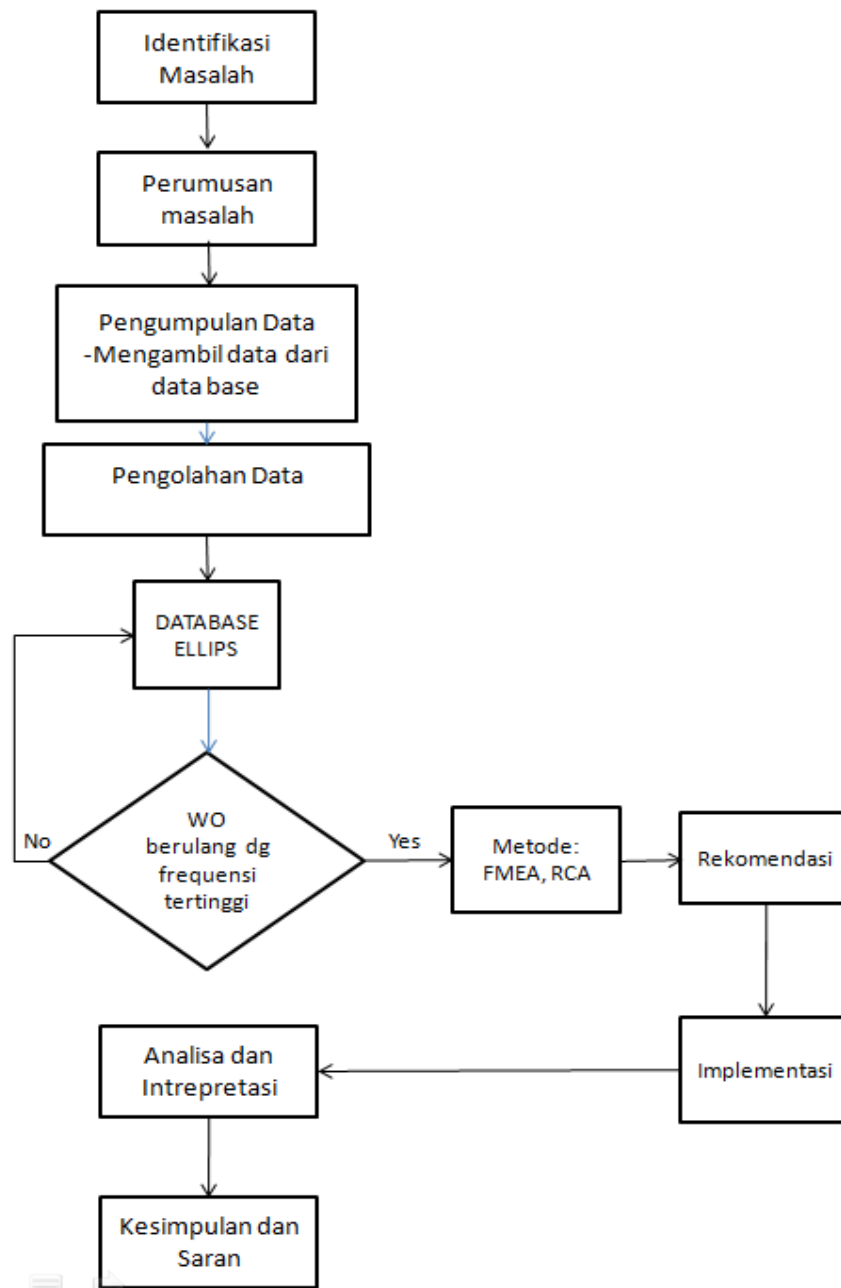 Identifikasi
Masalah
Perumusan
masalah
Pengumpulan Data
-Mengambil data dari
data base
Pengolahan Data
DATABASE
ELLIPS
No
WO
berulang dg
frekuensi
tertinggi
Yes
Metode:
FMEA, RCA
Rekomendasi
Implementasi
Analisa dan
Intrepretasi
Kesimpulan dan
Saran